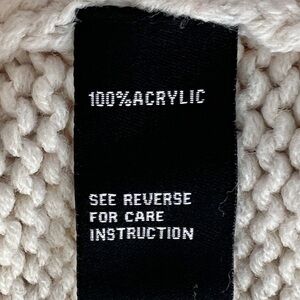 100%ACRYLIC
SEE REVERSE
FOR CARE
INSTRUCTION